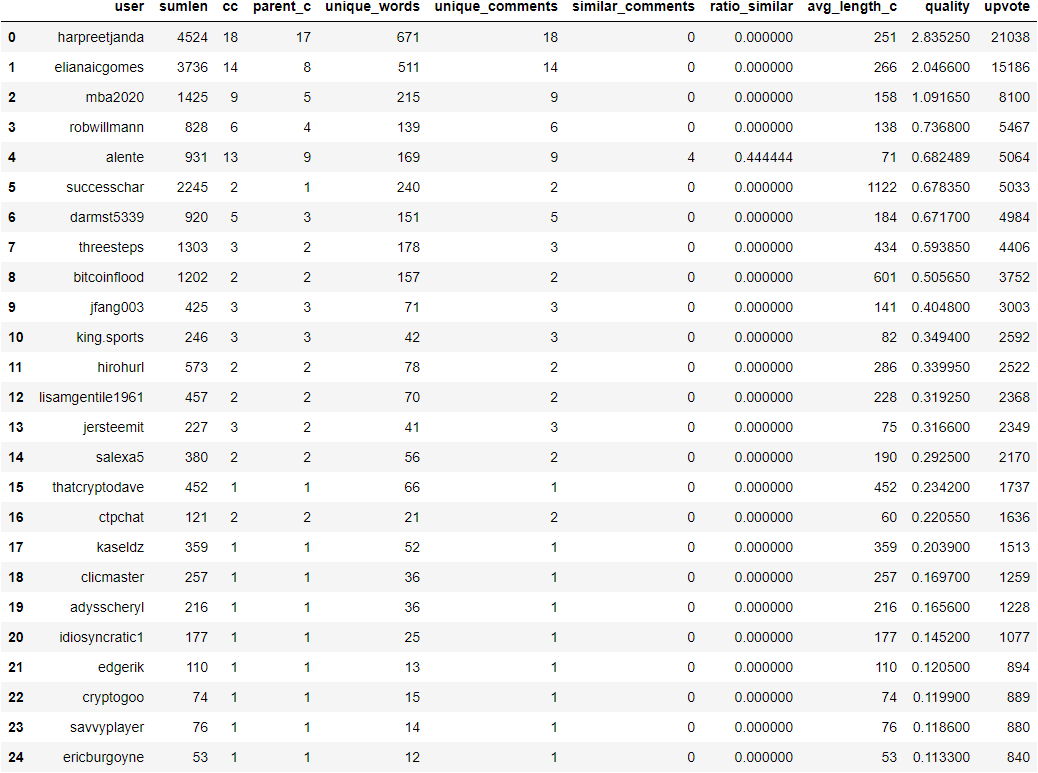 user sumlen cc parent_c unique_words unique_comments similar_comments ratio_similar avg_length_c quality upvote
0 harpreetjanda 4524 18 17 671 18 0 0.000000 251 2.835250 21038
1 elianaicgomes 3736 14 8 511 14 0 0.000000 266 2.046600 15186
2 mba2020 1425 9 5 215 9 0 0.000000 158 1.091650 8100
3 robwillmann 828 6 4 139 6 0 0.000000 138 0.736800 5467
4 alente 931 13 9 169 9 4 0.444444 71 0.682489 5064
5 successchar 2245 2 1 240 2 0 0.000000 1122 0.678350 5033
6 darmst5339 920 5 3 151 5 0 0.000000 184 0.671700 4984
7 threesteps 1303 3 2 178 3 0 0.000000 434 0.593850 4406
8 bitcoinflood 1202 2 2 157 2 0 0.000000 601 0.505650 3752
9 jfang003 425 3 3 71 3 0 0.000000 141 0.404800 3003
10 king.sports 246 3 3 42 3 0 0.000000 82 0.349400 2592
11 hirohurl 573 2 2 78 2 0 0.000000 286 0.339950 2522
12 lisamgentile1961 457 2 2 70 2 0 0.000000 228 0.319250 2368
13 jersteemit 227 3 2 41 3 0 0.000000 75 0.316600 2349
14 salexa5 380 2 2 56 2 0 0.000000 190 0.292500 2170
15 thatcryptodave 452 1 1 66 1 0 0.000000 452 0.234200 1737
16 ctpchat 121 2 2 21 2 0 0.000000 60 0.220550 1636
17 kaseldz 359 1 1 52 1 0 0.000000 359 0.203900 1513
18 clicmaster 257 1 1 36 1 0 0.000000 257 0.169700 1259
19 adysscheryl 216 1 1 36 1 0 0.000000 216 0.165600 1228
20 idiosyncratic1 177 1 1 25 1 0 0.000000 177 0.145200 1077
21 edgerik 110 1 1 13 1 0 0.000000 110 0.120500 894
22 cryptogoo 74 1 1 15 1 0 0.000000 74 0.119900 889
23 savvyplayer 76 1 1 14 1 0 0.000000 76 0.118600 880
24 ericburgoyne 53 1 1 12 1 0 0.000000 53 0.113300 840